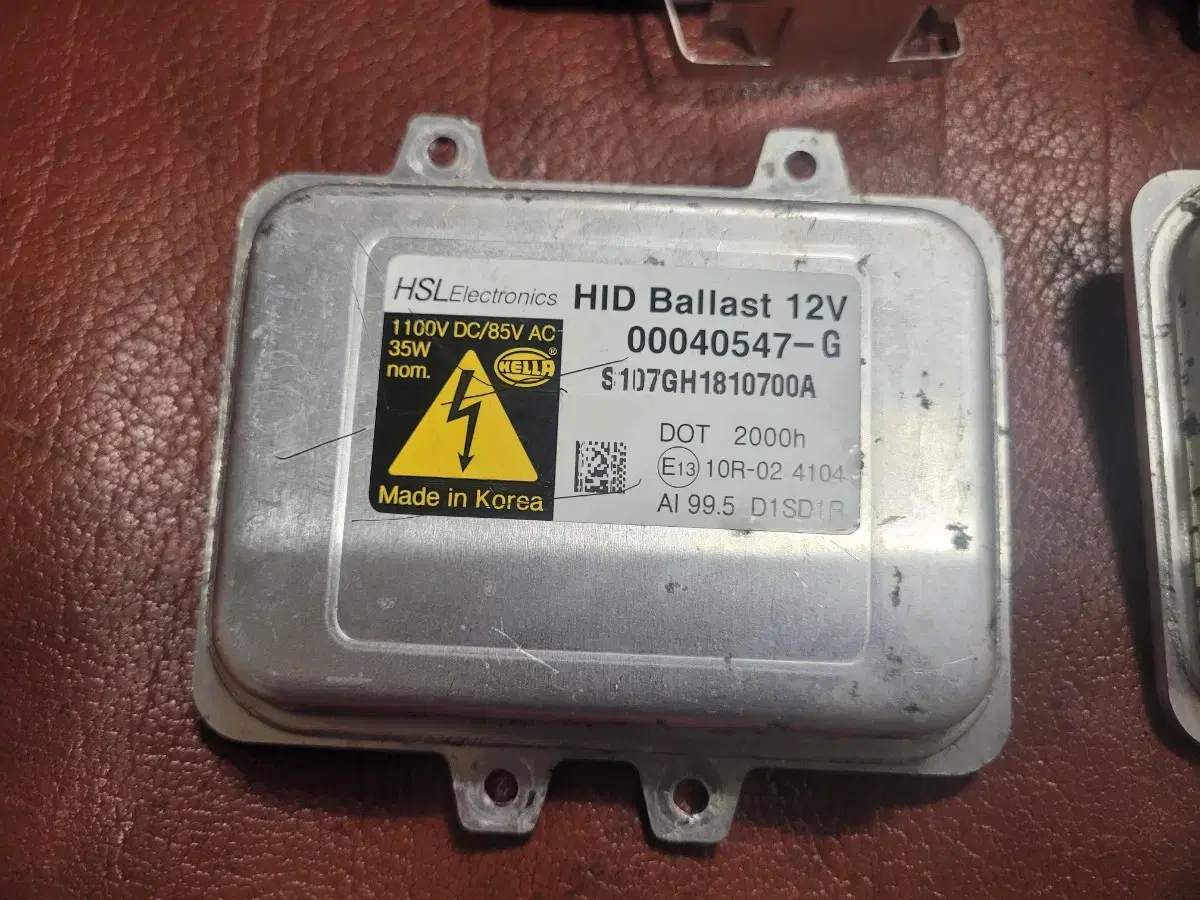 HSLElectronics HID Ballast 12V
1100V DC/85V AC
35W
nom.
HELLA®
Made in Korea
00040547-G
S1D7GH1810700A
DOT 2000h
E13 10R-02 4104
AI 99.5 D1SD1R